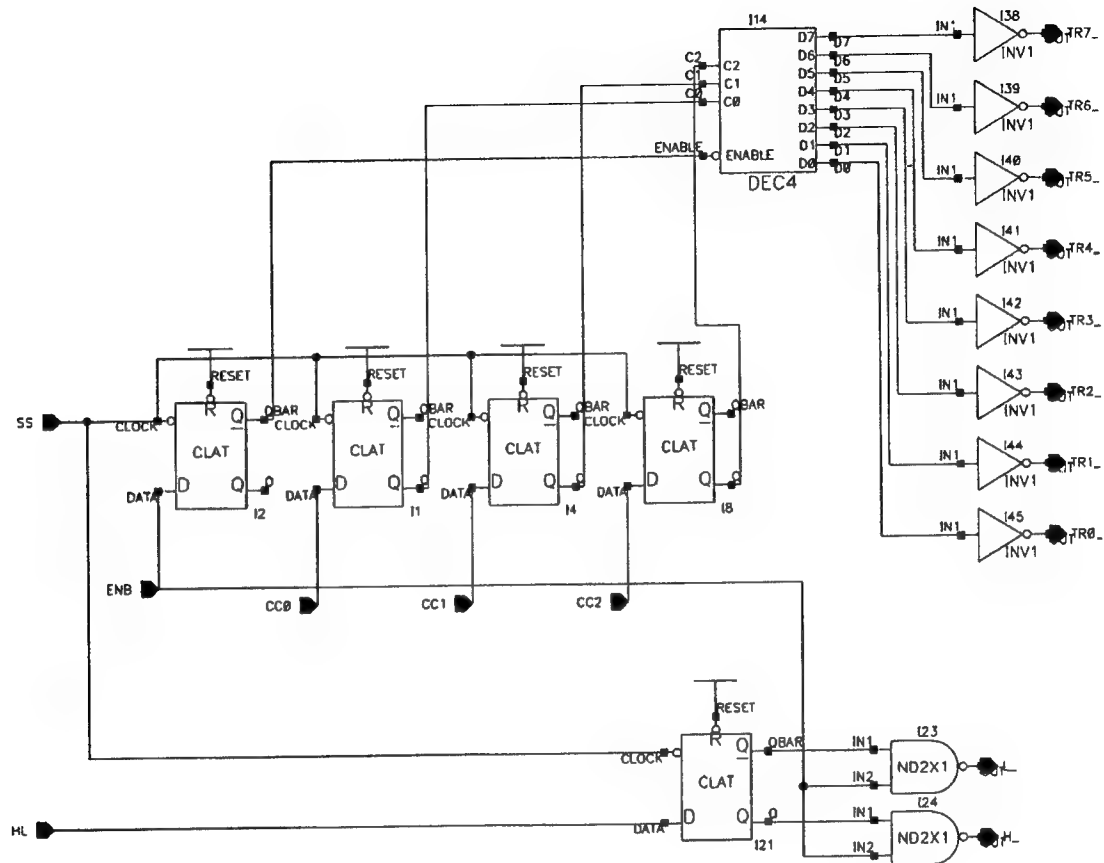 I14
I38
IN1
TR7_
INV1
D7
D7
D6
D6
D5
D5
D4
D4
D3
D3
D2
D2
D1
D1
D0
D0
C2
C2
C1
C1
C0
C0
ENABLE
ENABLE
DEC4
I39
IN1
TR6_
INV1
I40
IN1
TR5_
INV1
I41
IN1
TR4_
INV1
I42
IN1
TR3_
INV1
I43
IN1
TR2_
INV1
I44
IN1
TR1_
INV1
I45
IN1
TR0_
INV1
RESET
RESET
RESET
RESET
SS
CLOCK
R
Q
QBAR
CLAT
DATA
D
Q
Q
I2
CLOCK
R
Q
QBAR
CLAT
DATA
D
Q
Q
I1
CLOCK
R
Q
QBAR
CLAT
DATA
D
Q
Q
I4
CLOCK
R
Q
QBAR
CLAT
DATA
D
Q
Q
I8
ENB
CC0
CC1
CC2
RESET
CLOCK
R
Q
QBAR
CLAT
DATA
D
Q
Q
I21
HL
I23
IN1
ND2X1
IN2
I24
IN1
ND2X1
H_
IN2